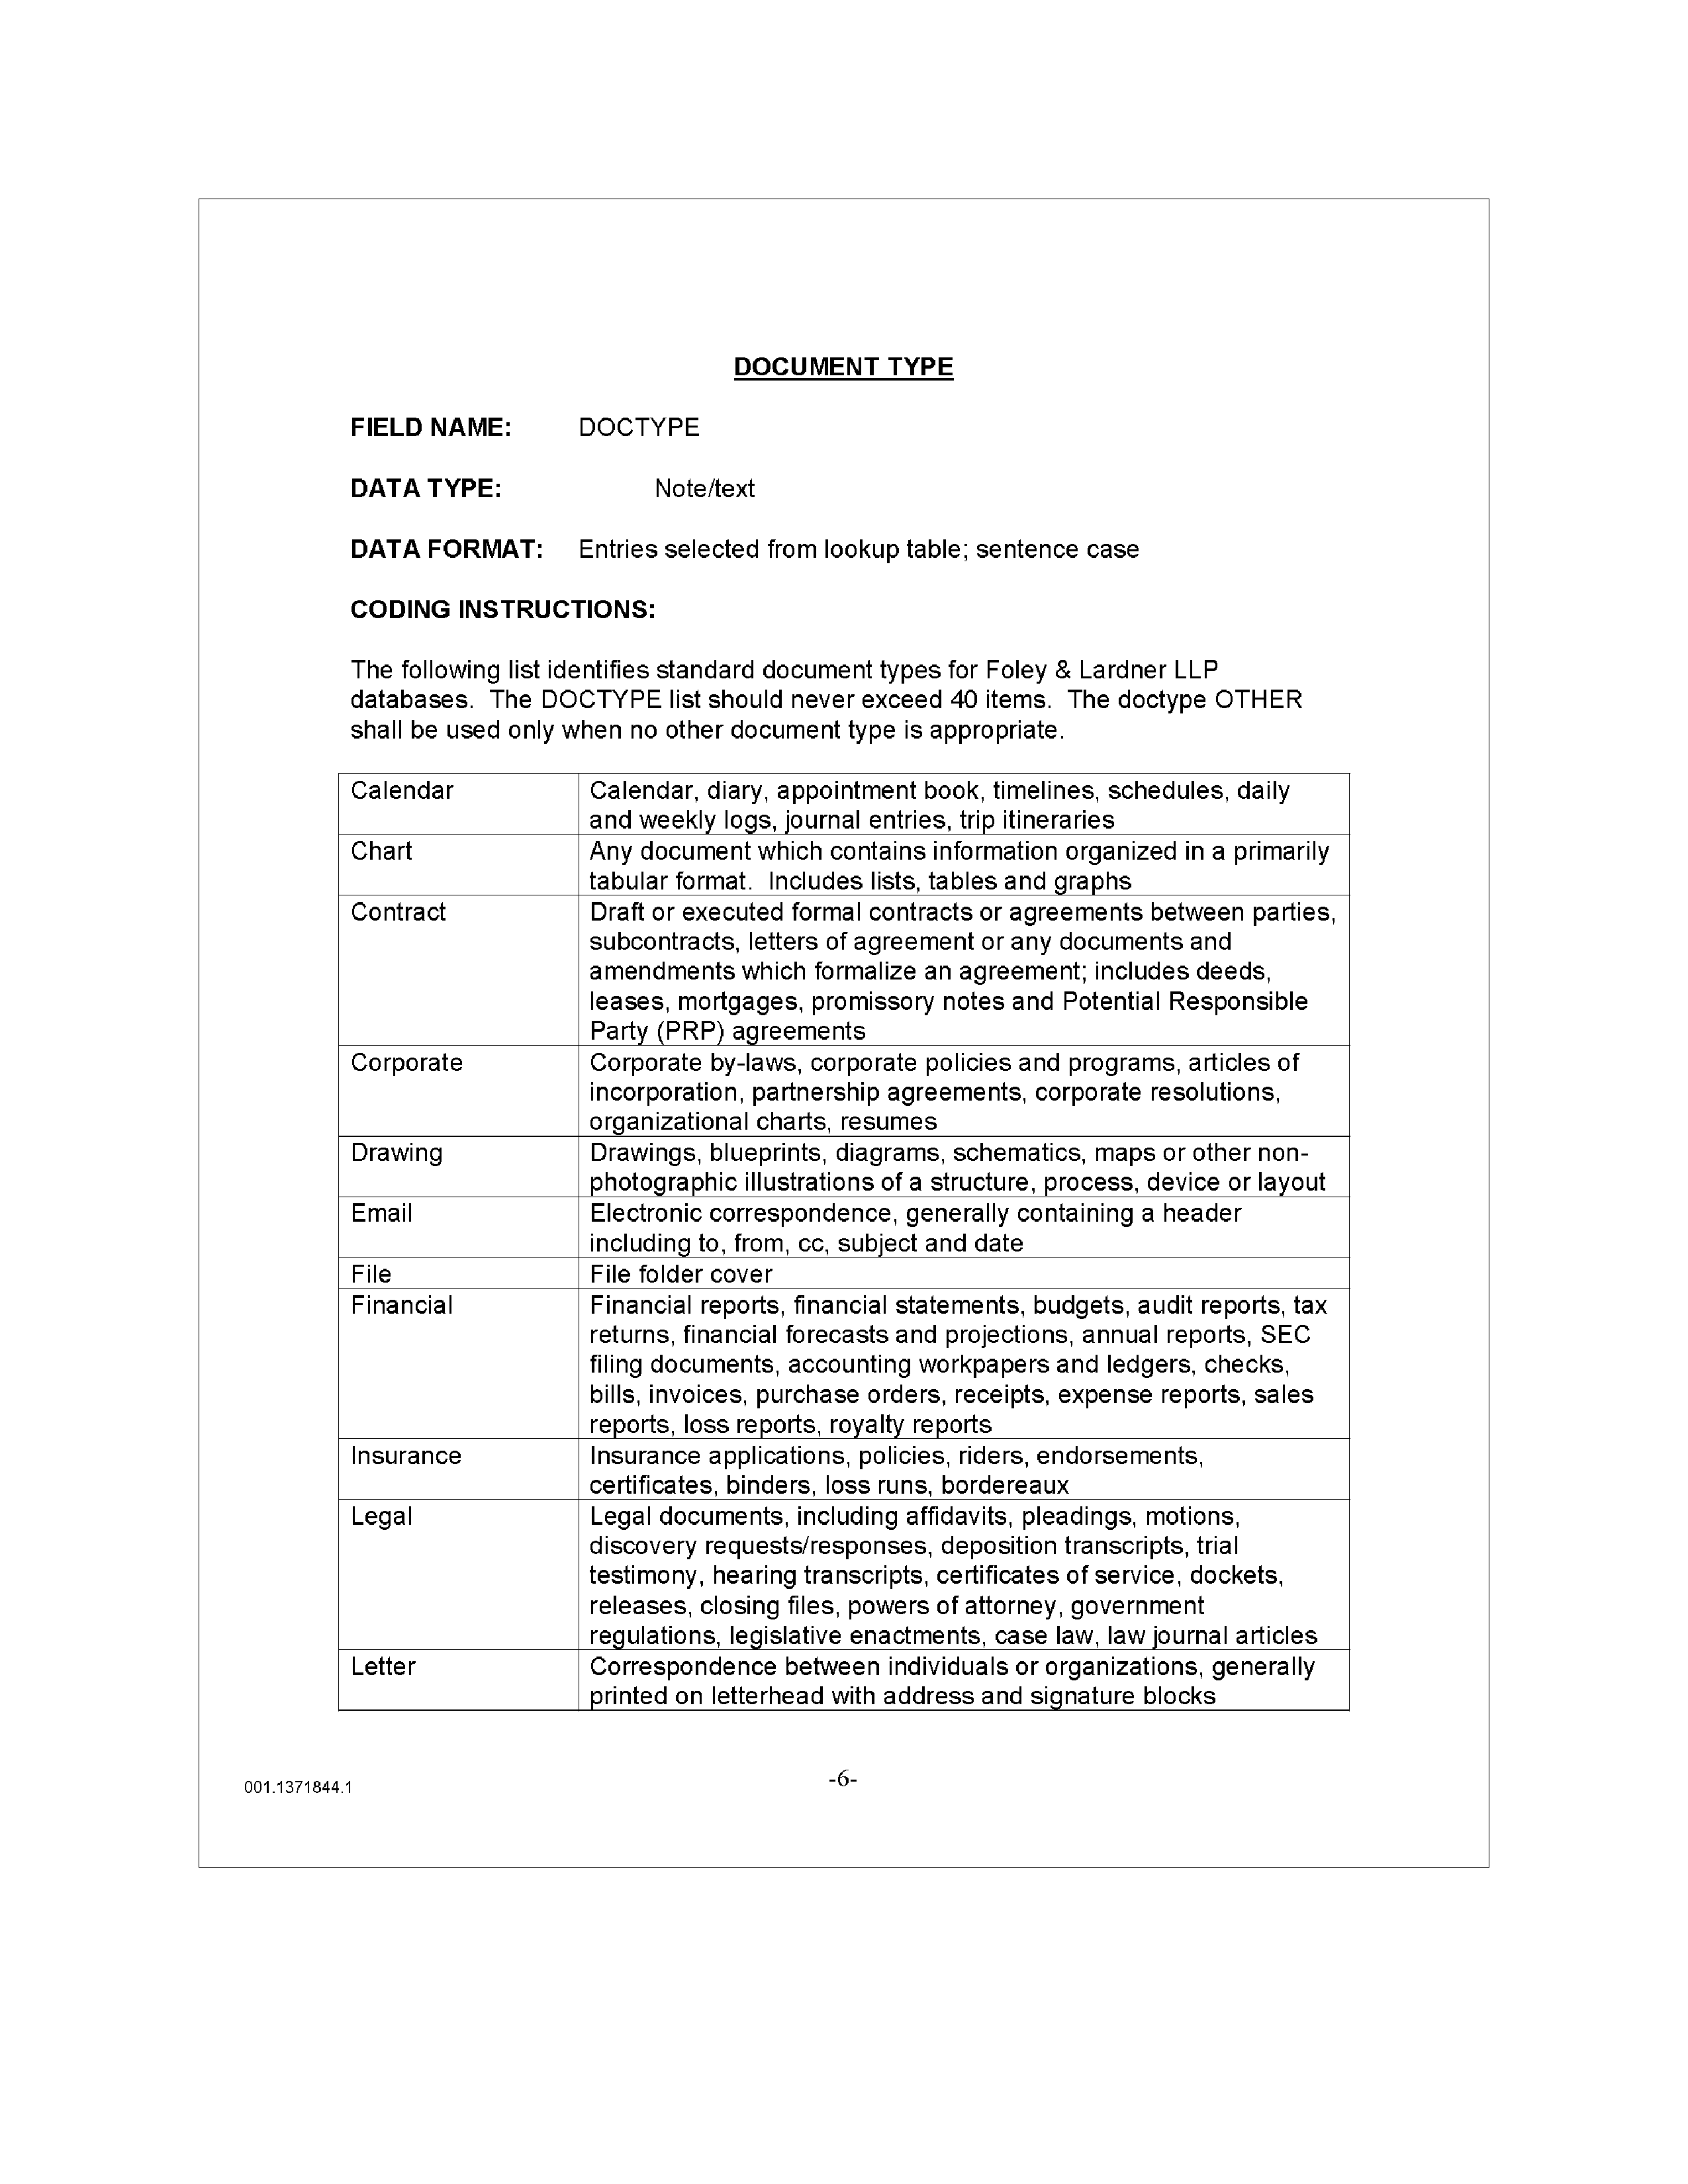 DOCUMENT TYPE
FIELD NAME: DOCTYPE
DATA TYPE: Note/text
DATA FORMAT: Entries selected from lookup table; sentence case
CODING INSTRUCTIONS:
The following list identifies standard document types for Foley & Lardner LLP
databases. The DOCTYPE list should never exceed 40 items. The doctype OTHER
shall be used only when no other document type is appropriate.
Calendar Calendar, diary, appointment book, timelines, schedules, daily
and weekly logs, journal entries, trip itineraries
Chart Any document which contains information organized in a primarily
tabular format. Includes lists, tables and graphs
Contract Draft or executed formal contracts or agreements between parties,
subcontracts, letters of agreement or any documents and
amendments which formalize an agreement; includes deeds,
leases, mortgages, promissory notes and Potential Responsible
Party (PRP) agreements
Corporate Corporate by-laws, corporate policies and programs, articles of
incorporation, partnership agreements, corporate resolutions,
organizational charts, resumes
Drawing Drawings, blueprints, diagrams, schematics, maps or other non-
photographic illustrations of a structure, process, device or layout
Email Electronic correspondence, generally containing a header
including to, from, cc, subject and date
File File folder cover
Financial Financial reports, financial statements, budgets, audit reports, tax
returns, financial forecasts and projections, annual reports, SEC
filing documents, accounting workpapers and ledgers, checks,
bills, invoices, purchase orders, receipts, expense reports, sales
reports, loss reports, royalty reports
Insurance Insurance applications, policies, riders, endorsements,
certificates, binders, loss runs, bordereaux
Legal Legal documents, including affidavits, pleadings, motions,
discovery requests/responses, deposition transcripts, trial
testimony, hearing transcripts, certificates of service, dockets,
releases, closing files, powers of attorney, government
regulations, legislative enactments, case law, law journal articles
Letter Correspondence between individuals or organizations, generally
printed on letterhead with address and signature blocks
001.1371844.1 -6-